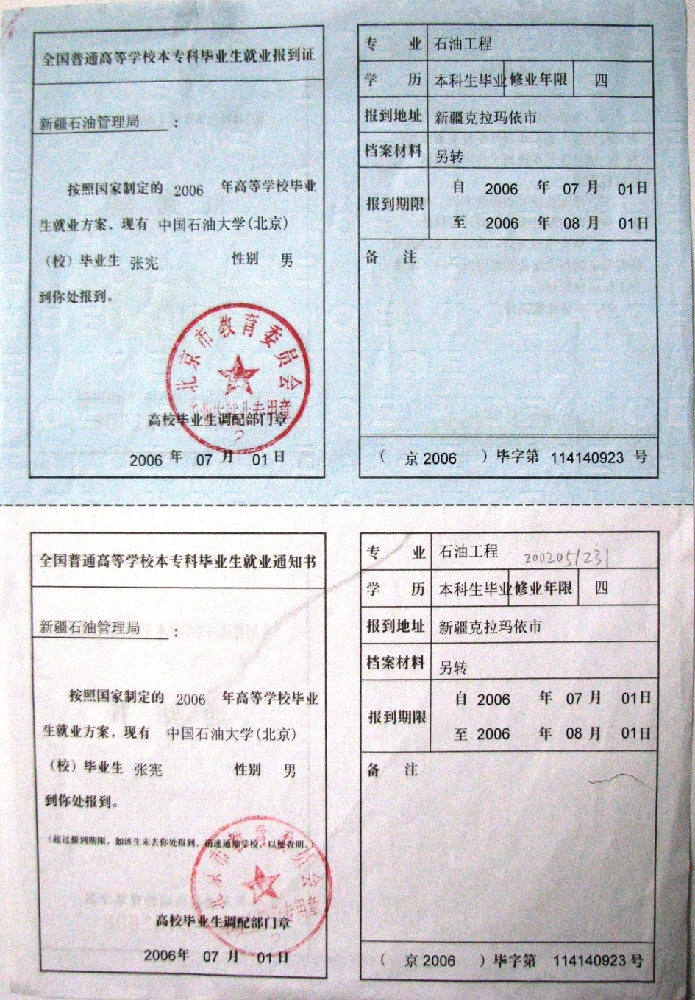 全国普通高等学校本专科毕业生就业报到证
新疆石油管理局：
按照国家制定的 2006 年高等学校毕业
生就业方案，现有 中国石油大学(北京)
（校）毕业生 张宪 性别 男
到你处报到。
北京市教育委员会
毕业生就业专用章
2
高校毕业生调配部门章
2006 年 07 月 01 日
专业 石油工程
学历 本科生毕业 修业年限 四
报到地址 新疆克拉玛依市
档案材料 另转
报到期限 自 2006 年 07 月 01日
至 2006 年 08 月 01日
备注
（ 京 2006 ）毕字第 114140923 号
全国普通高等学校本专科毕业生就业通知书
新疆石油管理局：
按照国家制定的 2006 年高等学校毕业
生就业方案，现有 中国石油大学(北京)
（校）毕业生 张宪 性别 男
到你处报到。
（超过报到期限，如该生未去你处报到，请速通知学校，以便查明。）
北京市教育委员会
毕业生就业专用章
2
高校毕业生调配部门章
2006年 07 月 01 日
专业 石油工程 2002051231
学历 本科生毕业 修业年限 四
报到地址 新疆克拉玛依市
档案材料 另转
报到期限 自 2006 年 07 月 01日
至 2006 年 08 月 01日
备注
（ 京 2006 ）毕字第 114140923 号